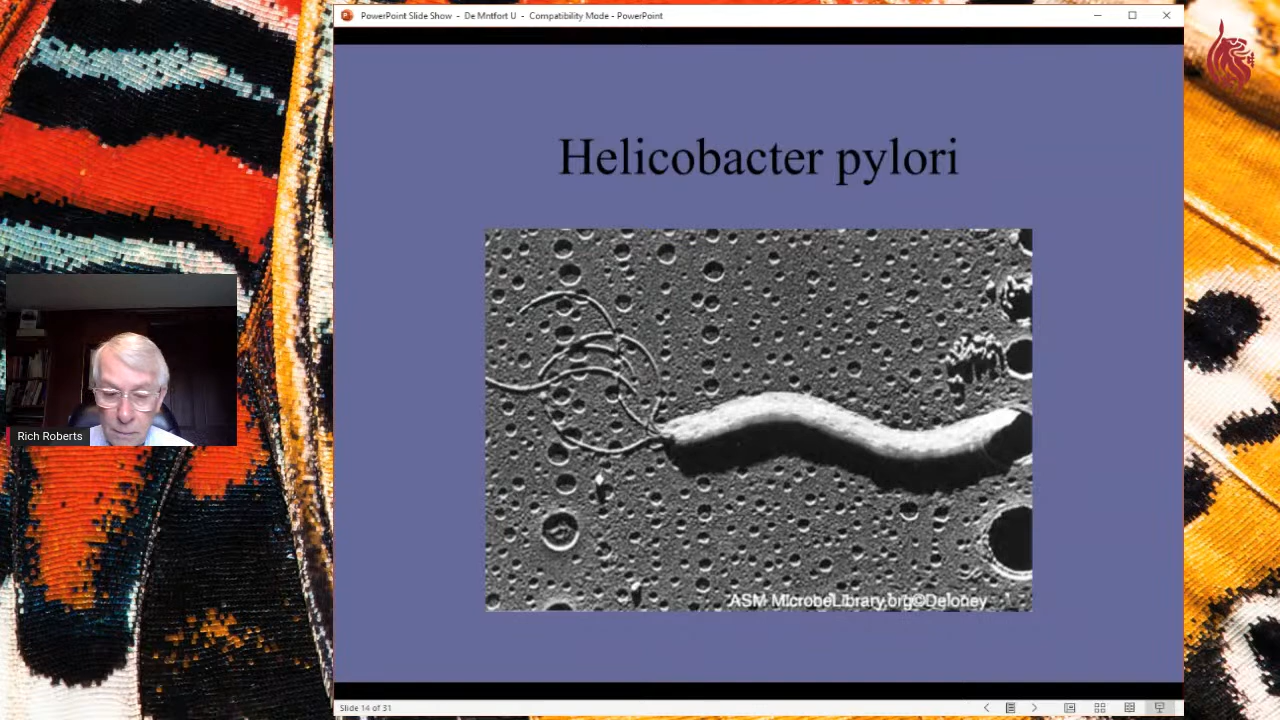 PowerPoint Slide Show - De Mntfort U - Compatibility Mode - PowerPoint
Helicobacter pylori
ASM MicrobeLibrary.org©Deloney
Rich Roberts
Slide 14 of 31